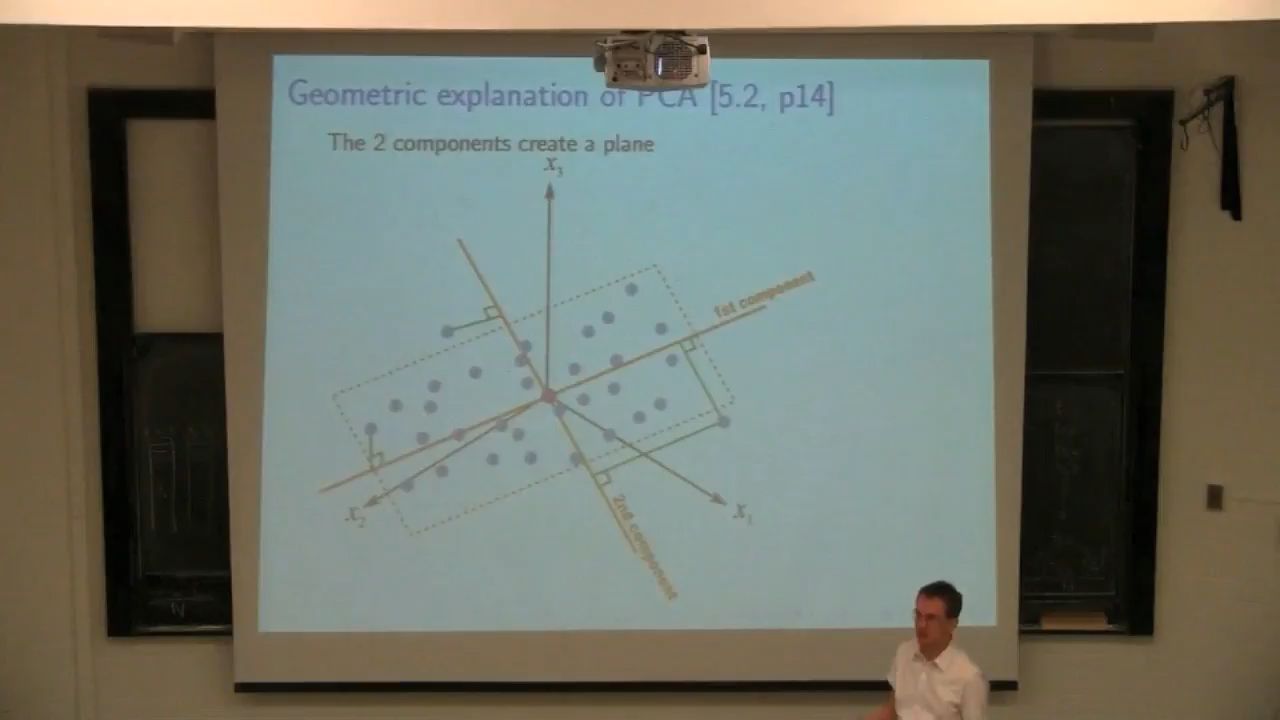 Geometric explanation of PCA [5.2, p14]
The 2 components create a plane
x₃
1st component
x₂
x₁
2nd component
N